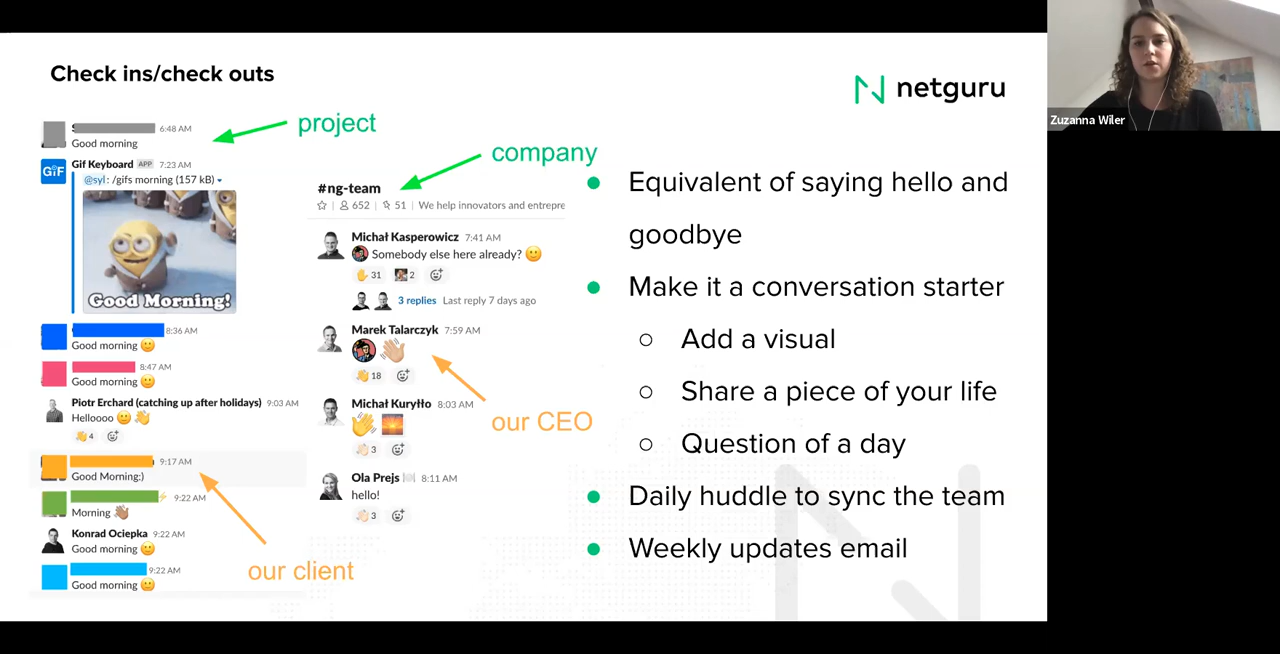 Check ins/check outs
netguru
Zuzanna Wiler
project
6:48 AM
Good morning
Gif Keyboard APP 7:23 AM
GiF
@syl: /gifs morning (157 kB)
Good Morning!
8:36 AM
Good morning 🙂
8:47 AM
Good morning 🙂
Piotr Erchard (catching up after holidays) 9:03 AM
Helloooo 🙂 👋
👋 4
9:17 AM
Good Morning:)
our client
⚡ 9:22 AM
Morning 👋
Konrad Ociepka 9:22 AM
Good morning 🙂
9:22 AM
Good morning 🙂
company
#ng-team
652 | 51 | We help innovators and entrepre
Michał Kasperowicz 7:41 AM
Somebody else here already? 🙂
31 2
3 replies Last reply 7 days ago
Marek Talarczyk 7:59 AM
18
our CEO
Michał Kuryłło 8:03 AM
3
Ola Prejs 8:11 AM
hello!
3
• Equivalent of saying hello and
goodbye
• Make it a conversation starter
○ Add a visual
○ Share a piece of your life
○ Question of a day
• Daily huddle to sync the team
• Weekly updates email